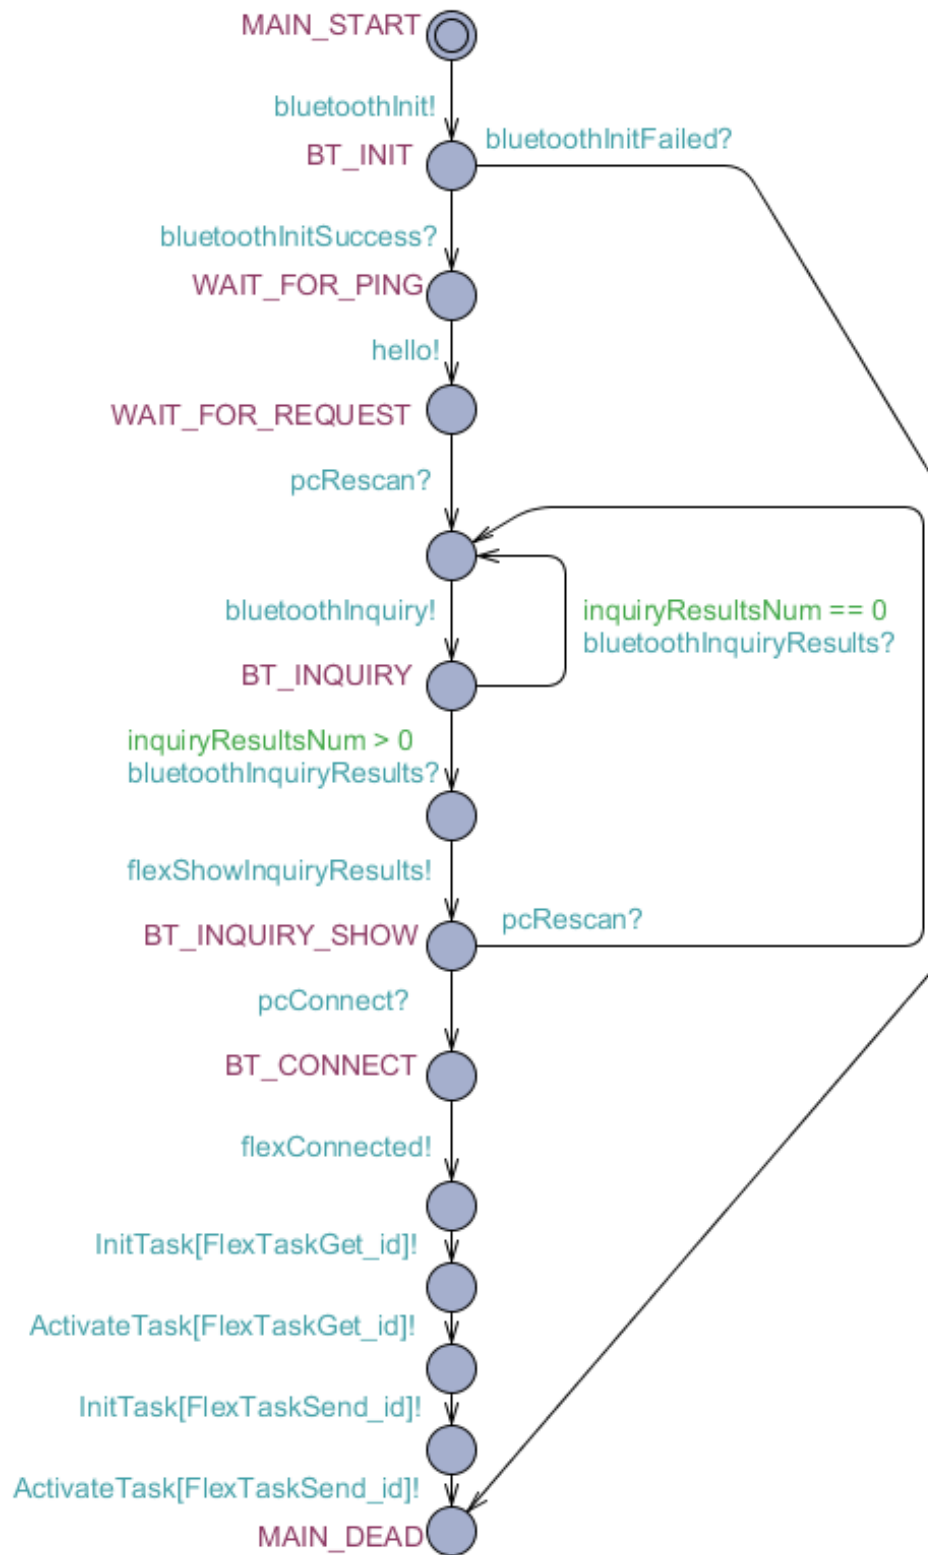 MAIN_START
bluetoothInit!
BT_INIT
bluetoothInitFailed?
bluetoothInitSuccess?
WAIT_FOR_PING
hello!
WAIT_FOR_REQUEST
pcRescan?
bluetoothInquiry!
inquiryResultsNum == 0
bluetoothInquiryResults?
BT_INQUIRY
inquiryResultsNum > 0
bluetoothInquiryResults?
flexShowInquiryResults!
BT_INQUIRY_SHOW
pcRescan?
pcConnect?
BT_CONNECT
flexConnected!
InitTask[FlexTaskGet_id]!
ActivateTask[FlexTaskGet_id]!
InitTask[FlexTaskSend_id]!
ActivateTask[FlexTaskSend_id]!
MAIN_DEAD